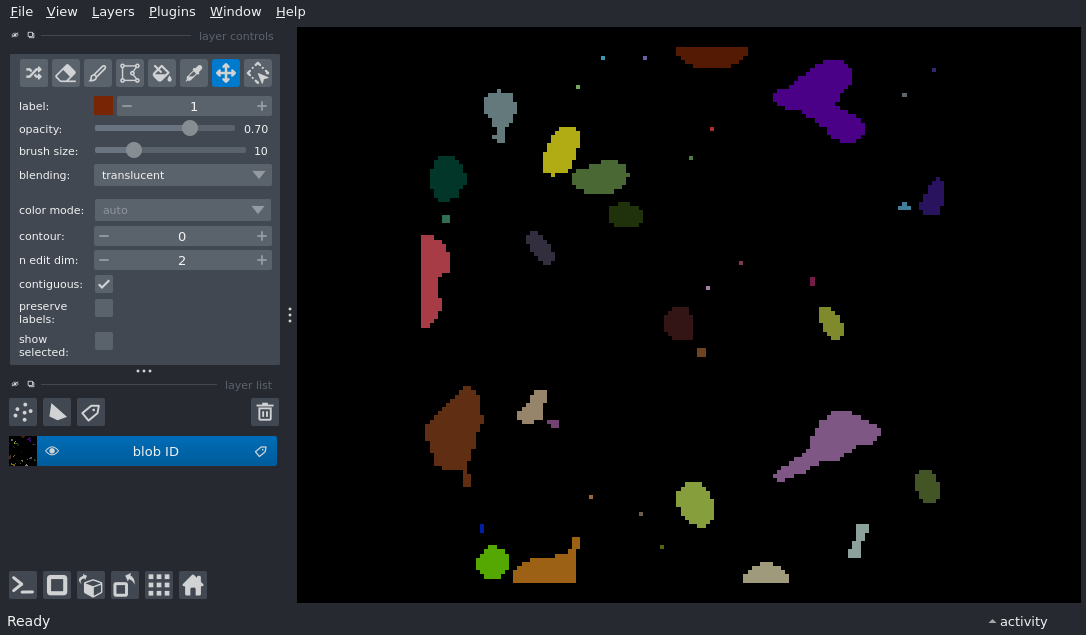 File View Layers Plugins Window Help
layer controls
label: 1
opacity: 0.70
brush size: 10
blending: translucent
color mode: auto
contour: 0
n edit dim: 2
contiguous:
preserve
labels:
show
selected:
layer list
blob ID
Ready activity